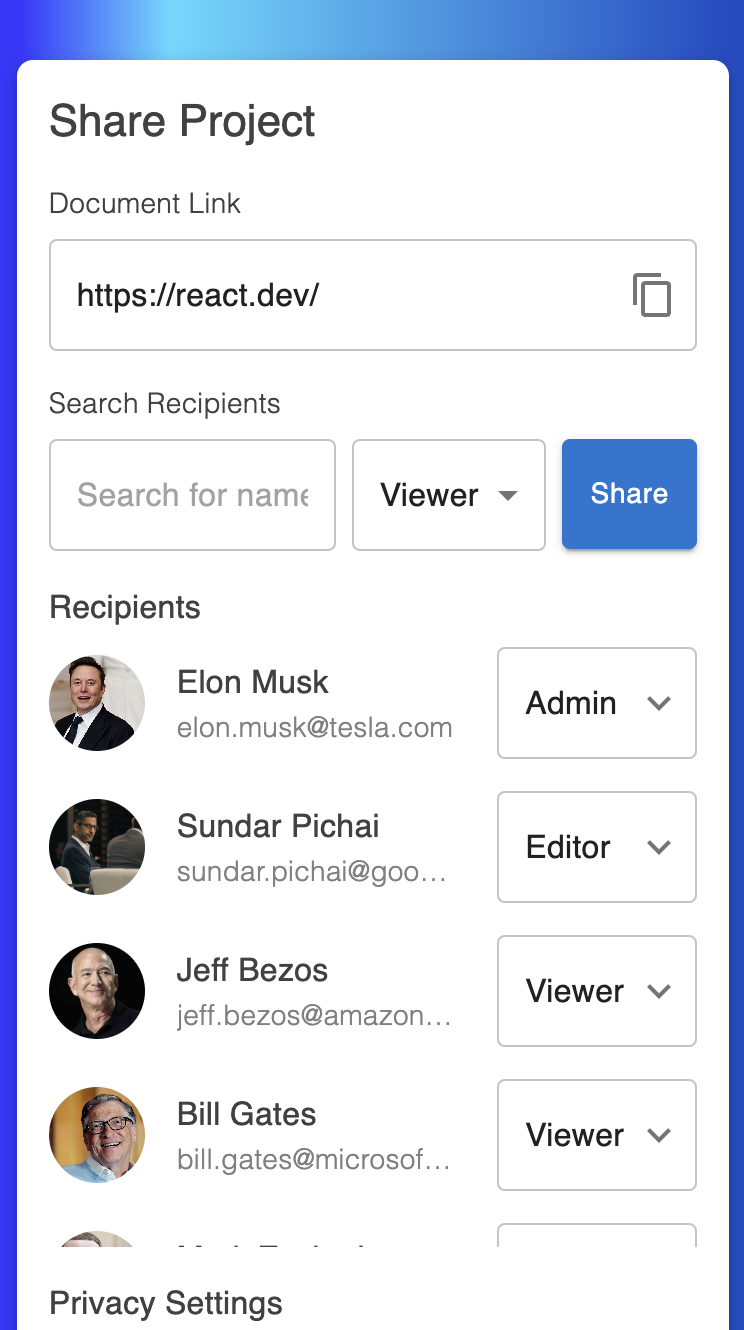 Share Project
Document Link
https://react.dev/
Search Recipients
Search for name
Viewer
Share
Recipients
Elon Musk
elon.musk@tesla.com
Admin
Sundar Pichai
sundar.pichai@goo...
Editor
Jeff Bezos
jeff.bezos@amazon...
Viewer
Bill Gates
bill.gates@microsof...
Viewer
Privacy Settings